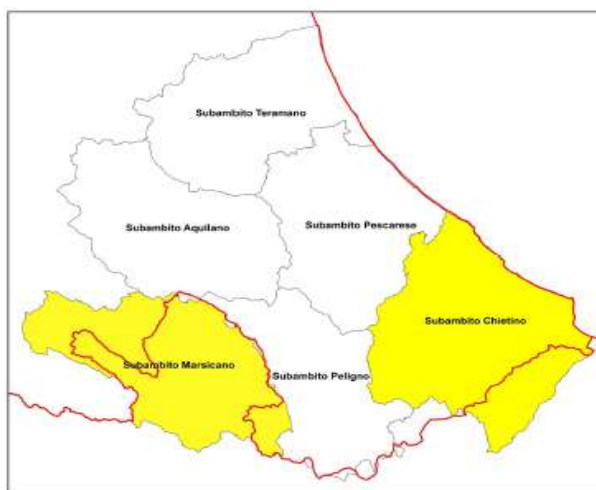 Subambito Teramano
Subambito Aquilano
Subambito Pescarese
Subambito Chietino
Subambito Marsicano
Subambito Peligno